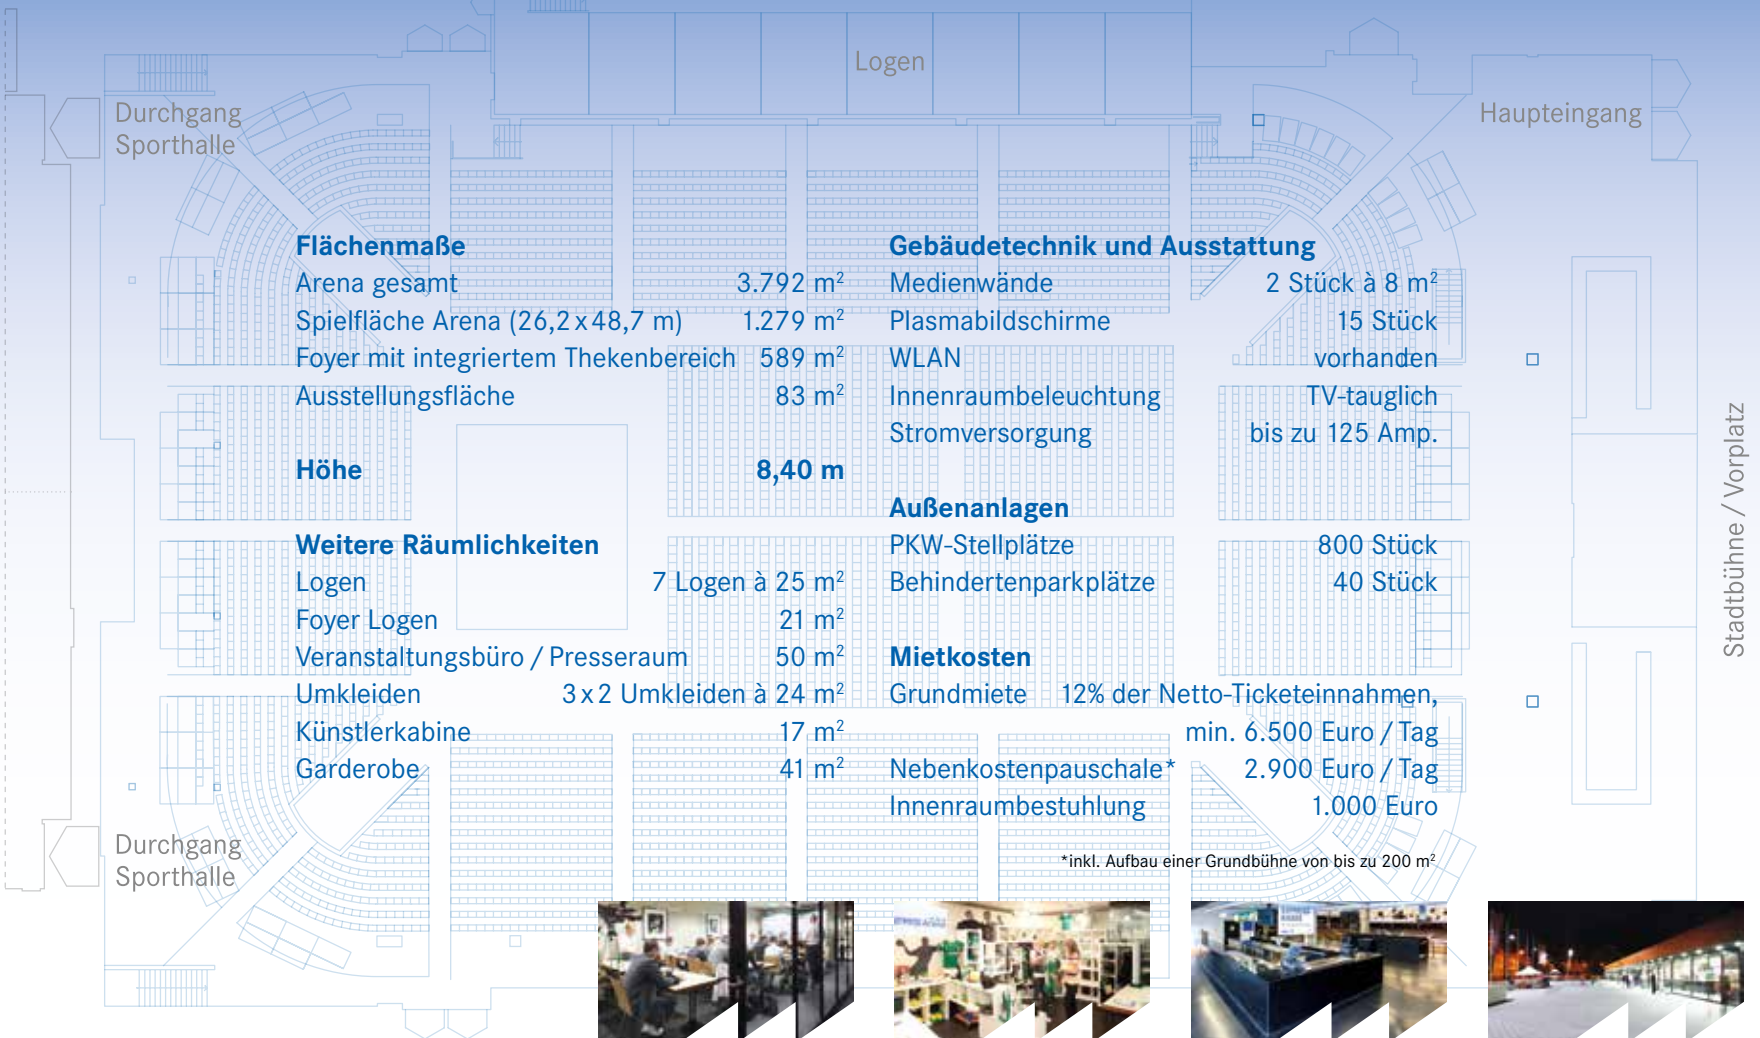 Logen
Durchgang
Sporthalle
Haupteingang
Flächenmaße
Arena gesamt 3.792 m²
Spielfläche Arena (26,2 x 48,7 m) 1.279 m²
Foyer mit integriertem Thekenbereich 589 m²
Ausstellungsfläche 83 m²
Höhe 8,40 m
Weitere Räumlichkeiten
Logen 7 Logen à 25 m²
Foyer Logen 21 m²
Veranstaltungsbüro / Presseraum 50 m²
Umkleiden 3 x 2 Umkleiden à 24 m²
Künstlerkabine 17 m²
Garderobe 41 m²
Gebäudetechnik und Ausstattung
Medienwände 2 Stück à 8 m²
Plasmabildschirme 15 Stück
WLAN vorhanden
Innenraumbeleuchtung TV-tauglich
Stromversorgung bis zu 125 Amp.
Außenanlagen
PKW-Stellplätze 800 Stück
Behindertenparkplätze 40 Stück
Mietkosten
Grundmiete 12% der Netto-Ticketeinnahmen,
min. 6.500 Euro / Tag
Nebenkostenpauschale* 2.900 Euro / Tag
Innenraumbestuhlung 1.000 Euro
*inkl. Aufbau einer Grundbühne von bis zu 200 m²
Stadtbühne / Vorplatz
Durchgang
Sporthalle